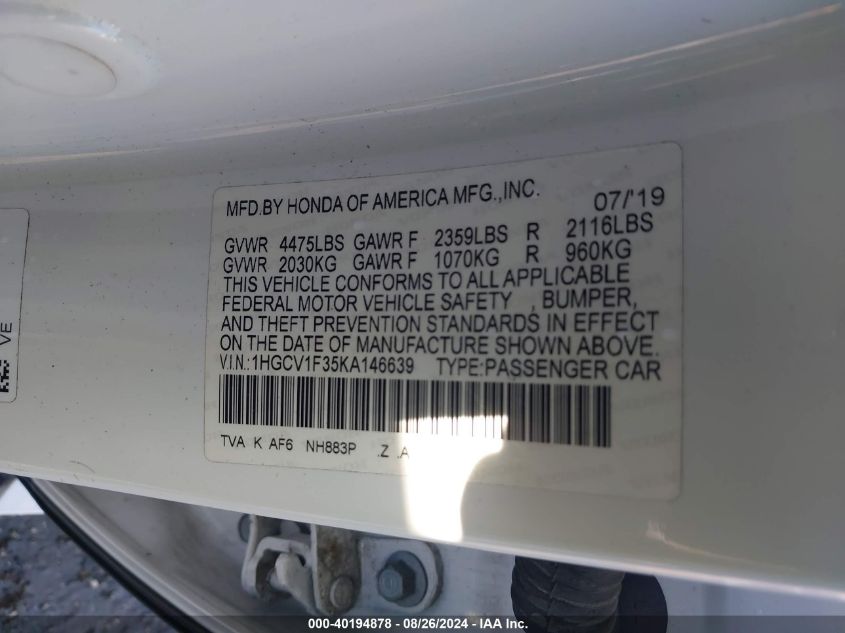 MFD.BY HONDA OF AMERICA MFG.,INC. 07/'19
GVWR 4475LBS GAWR F 2359LBS R 2116LBS
GVWR 2030KG GAWR F 1070KG R 960KG
THIS VEHICLE CONFORMS TO ALL APPLICABLE
FEDERAL MOTOR VEHICLE SAFETY , BUMPER,
AND THEFT PREVENTION STANDARDS IN EFFECT
ON THE DATE OF MANUFACTURE SHOWN ABOVE.
V.I.N.:1HGCV1F35KA146639 TYPE:PASSENGER CAR
TVA K AF6 NH883P .Z .A
VE
000-40194878 - 08/26/2024 - IAA Inc.